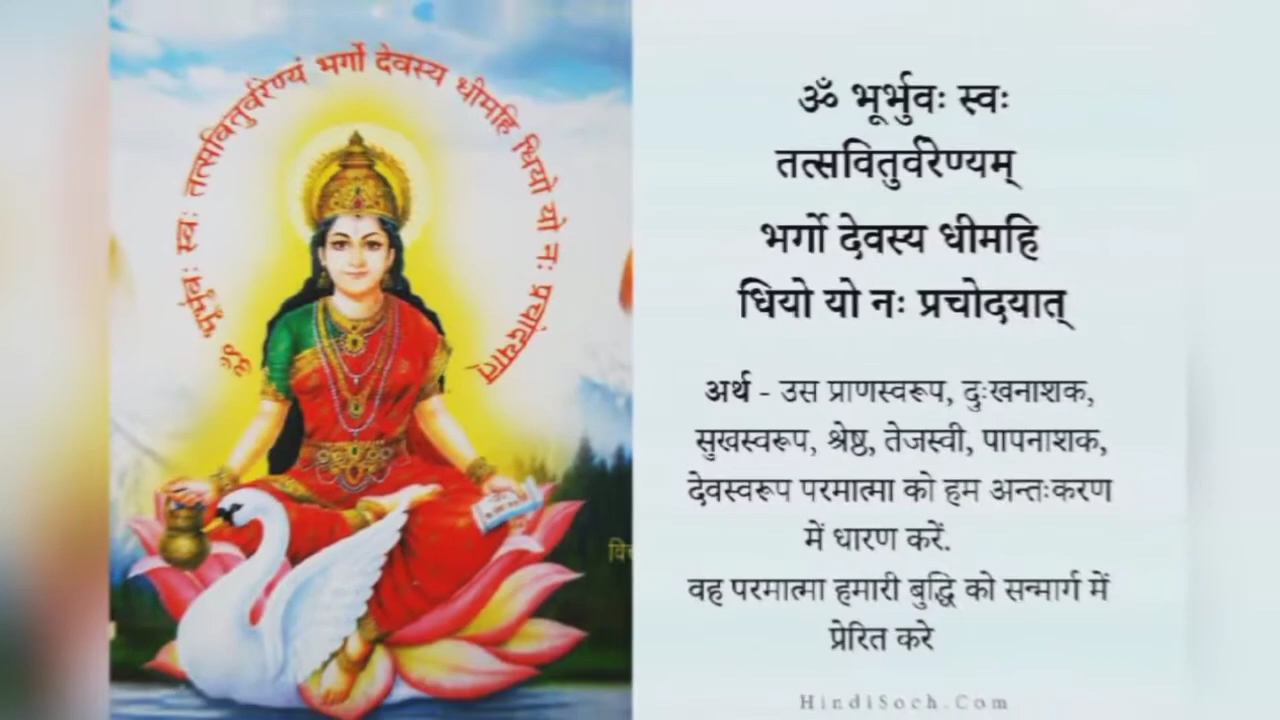 ॐ भूर्भुवः स्वः तत्सवितुर्वरेण्यं भर्गो देवस्य धीमहि धियो यो नः प्रचोदयात्
ॐ भूर्भुवः स्वः
तत्सवितुर्वरेण्यम्
भर्गो देवस्य धीमहि
धियो यो नः प्रचोदयात्
अर्थ - उस प्राणस्वरूप, दुःखनाशक,
सुखस्वरूप, श्रेष्ठ, तेजस्वी, पापनाशक,
देवस्वरूप परमात्मा को हम अन्तःकरण
में धारण करें.
वह परमात्मा हमारी बुद्धि को सन्मार्ग में
प्रेरित करे
HindiSoch.Com